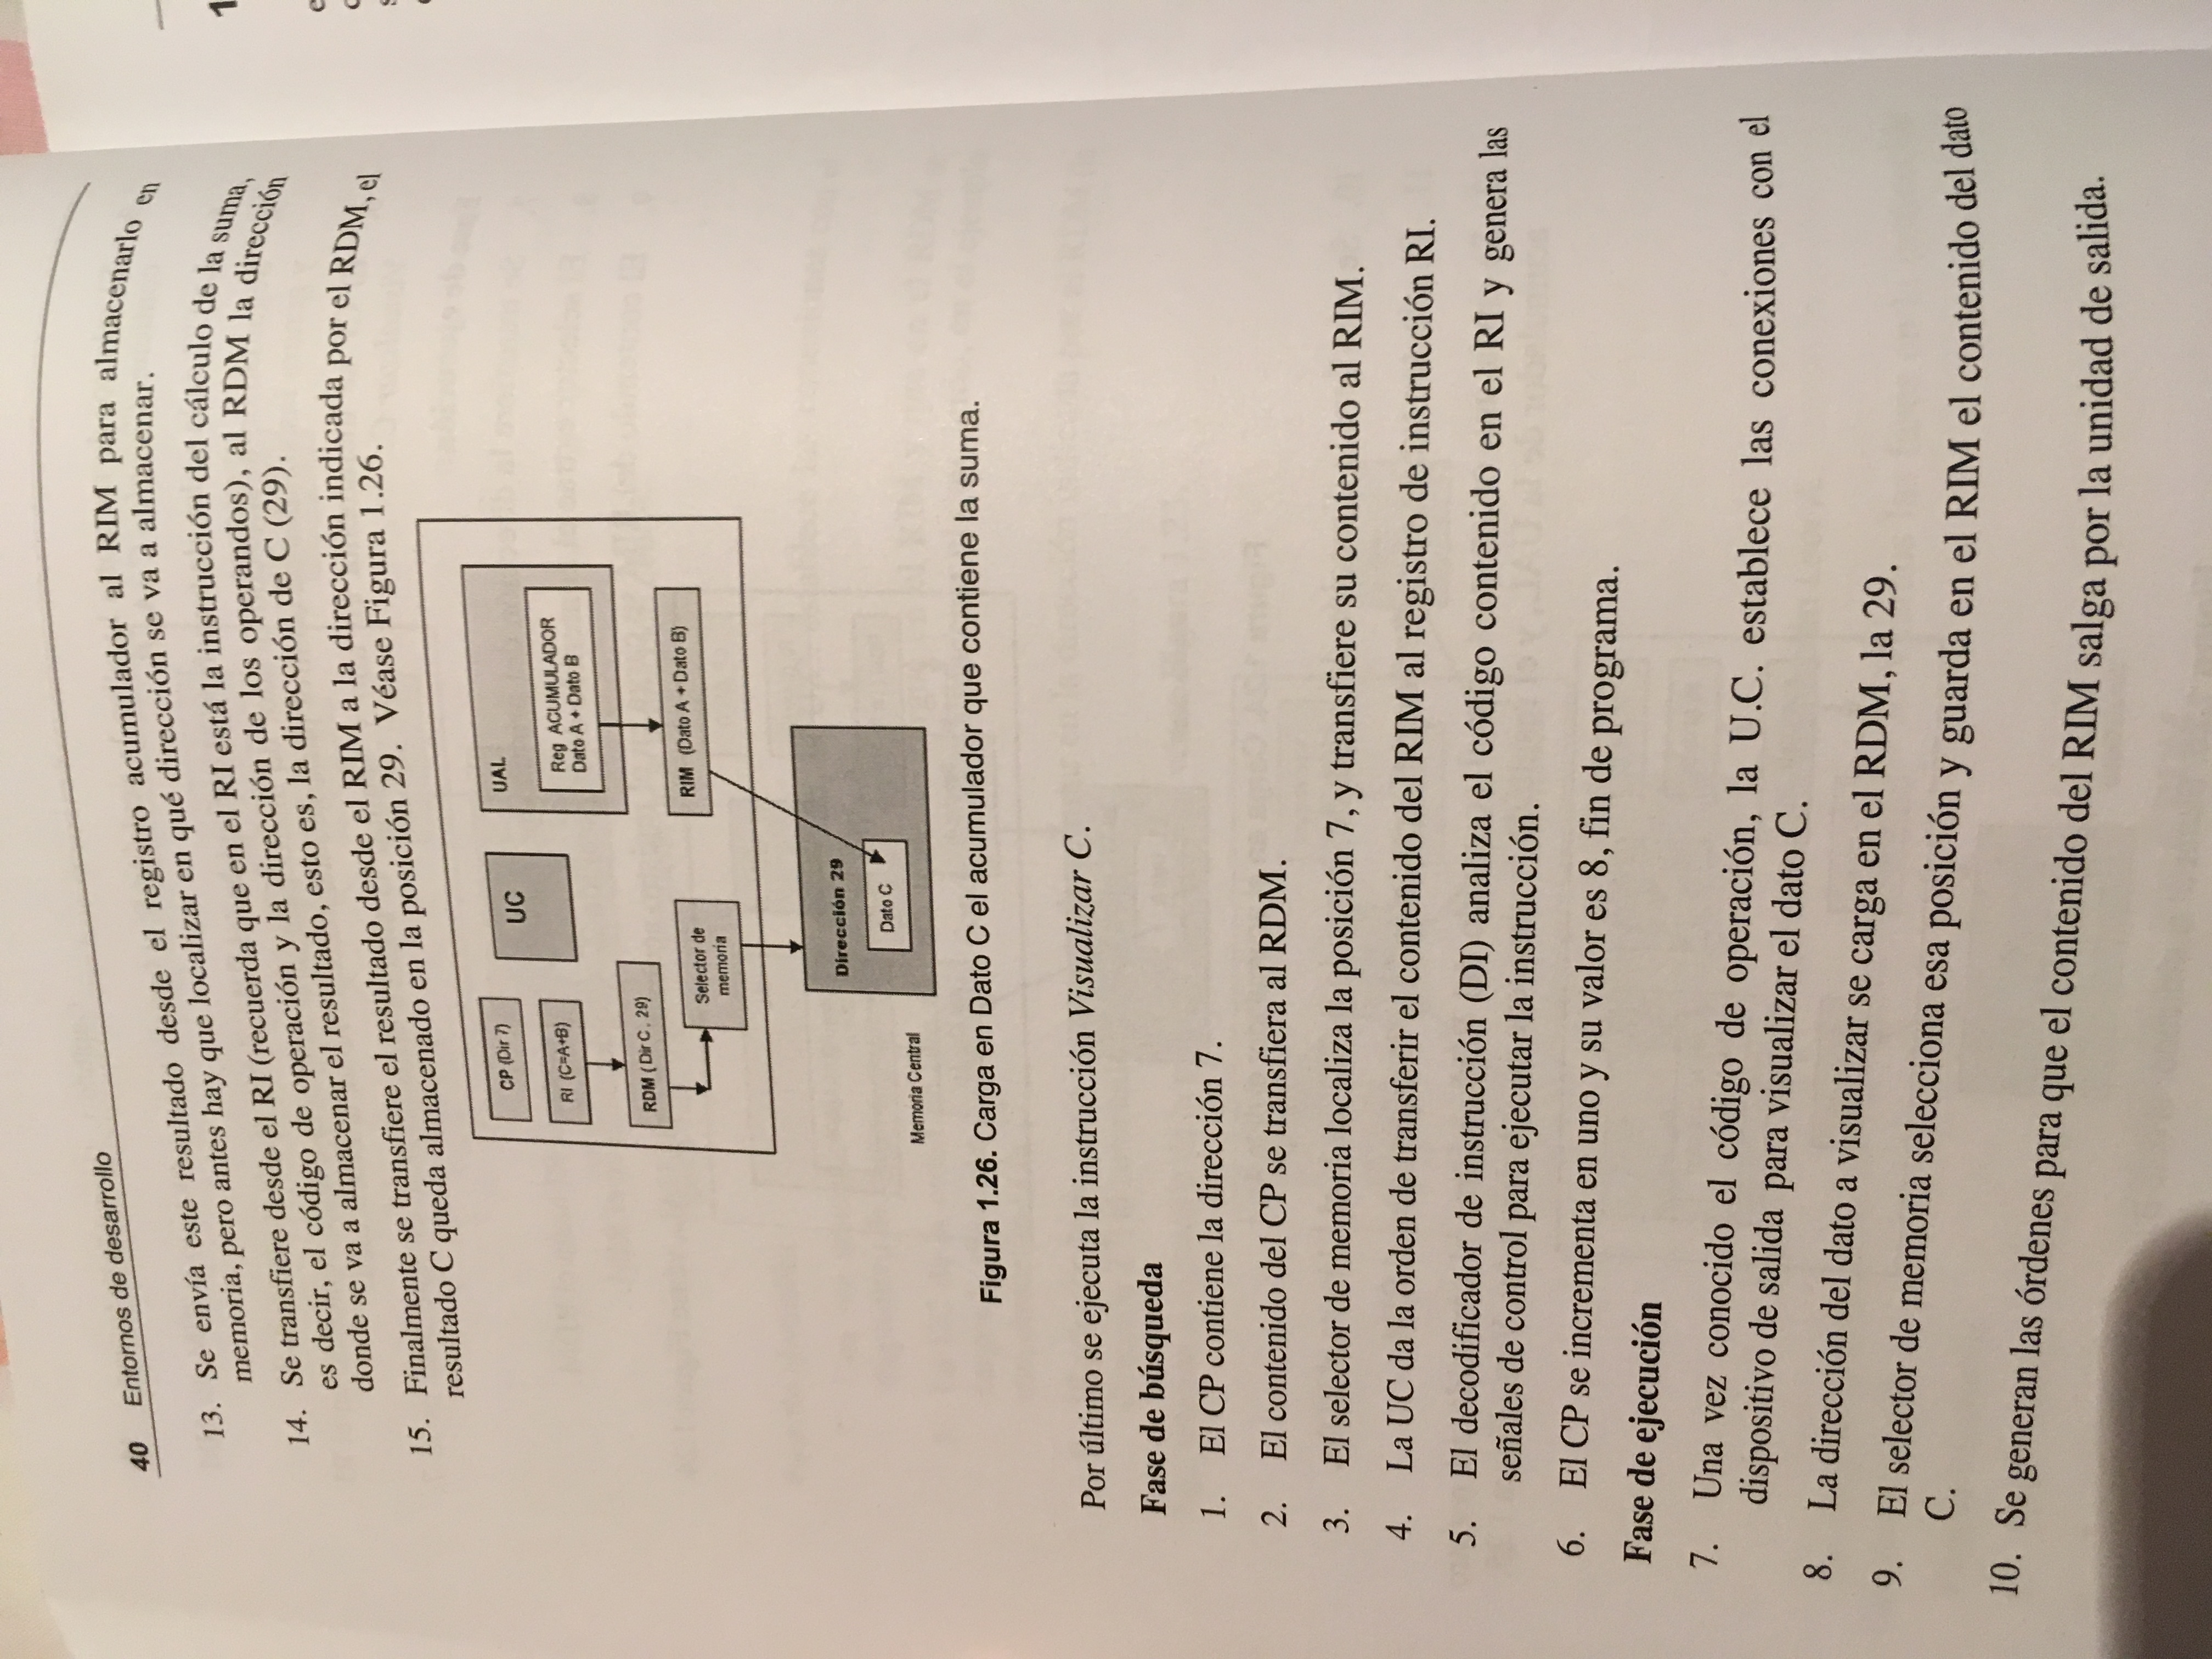 40 Entornos de desarrollo
13. Se envía este resultado desde el registro acumulador al RIM para almacenarlo en
memoria, pero antes hay que localizar en qué dirección se va a almacenar.
14. Se transfiere desde el RI (recuerda que en el RI está la instrucción del cálculo de la suma,
es decir, el código de operación y la dirección de los operandos), al RDM la dirección
donde se va a almacenar el resultado, esto es, la dirección de C (29).
15. Finalmente se transfiere el resultado desde el RIM a la dirección indicada por el RDM, el
resultado C queda almacenado en la posición 29. Véase Figura 1.26.
CP (Dir 7)
UC
UAL
RI (C=A+B)
Reg ACUMULADOR
Dato A + Dato B
RDM ( Dir C . 29)
Selector de
memoria
RIM (Dato A + Dato B)
Dirección 29
Dato C
Memoria Central
Figura 1.26. Carga en Dato C el acumulador que contiene la suma.
Por último se ejecuta la instrucción Visualizar C.
Fase de búsqueda
1. El CP contiene la dirección 7.
2. El contenido del CP se transfiera al RDM.
3. El selector de memoria localiza la posición 7, y transfiere su contenido al RIM.
4. La UC da la orden de transferir el contenido del RIM al registro de instrucción RI.
5. El decodificador de instrucción (DI) analiza el código contenido en el RI y genera las
señales de control para ejecutar la instrucción.
6. El CP se incrementa en uno y su valor es 8, fin de programa.
Fase de ejecución
7. Una vez conocido el código de operación, la U.C. establece las conexiones con el
dispositivo de salida para visualizar el dato C.
8. La dirección del dato a visualizar se carga en el RDM, la 29.
9. El selector de memoria selecciona esa posición y guarda en el RIM el contenido del dato
C.
10. Se generan las órdenes para que el contenido del RIM salga por la unidad de salida.